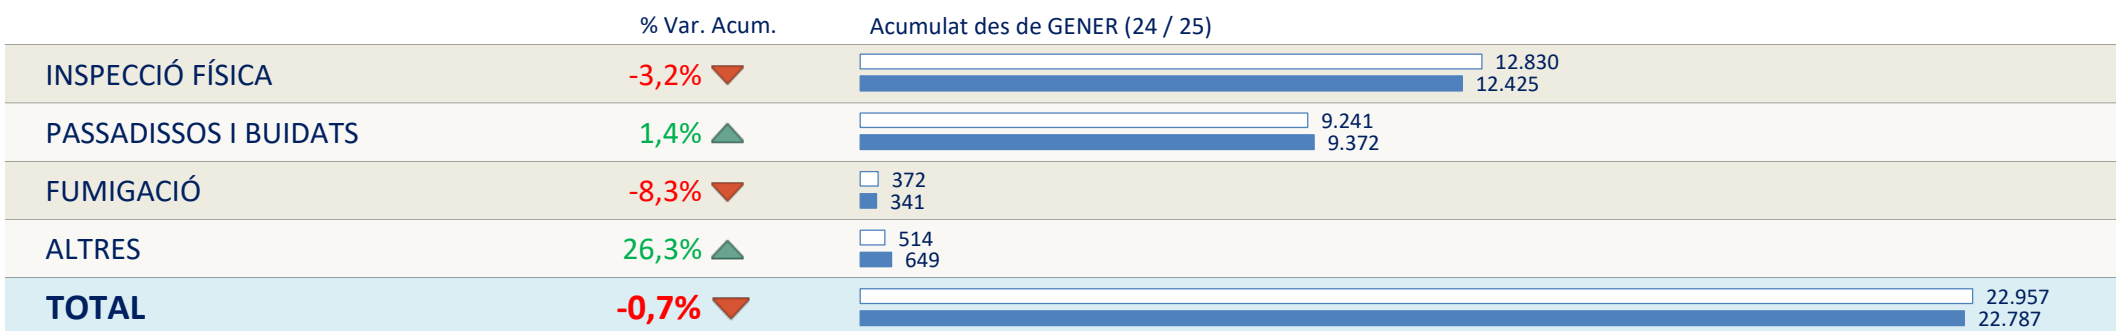 % Var. Acum. Acumulat des de GENER (24 / 25)
INSPECCIÓ FÍSICA -3,2% 12.830
12.425
PASSADISSOS I BUIDATS 1,4% 9.241
9.372
FUMIGACIÓ -8,3% 372
341
ALTRES 26,3% 514
649
TOTAL -0,7% 22.957
22.787